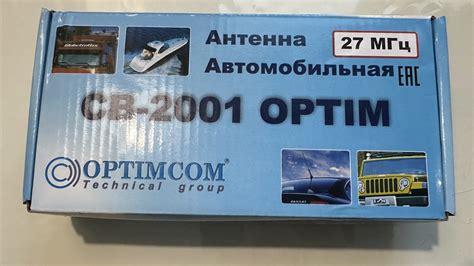 Антенна 27 МГц
Автомобильная EAC
CB-2001 OPTIM
OPTIMCOM®
Technical group